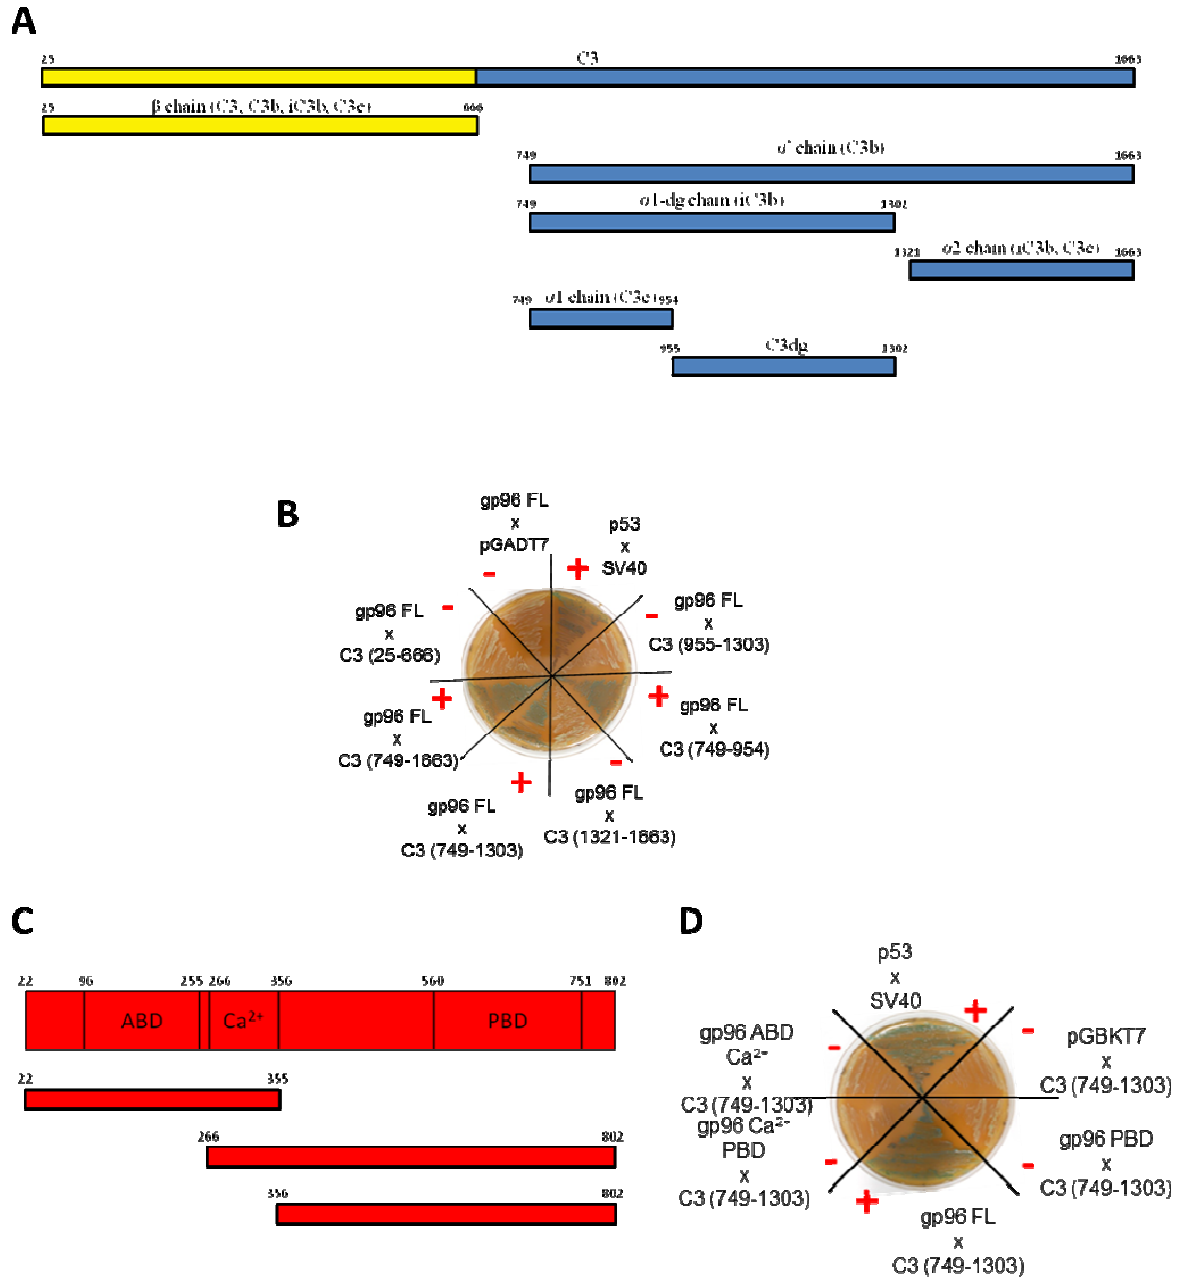 A
25 C3 1663
25 β chain (C3, C3b, iC3b, C3c) 666
749 α' chain (C3b) 1663
749 α1-dg chain (iC3b) 1302
1321 α2 chain (iC3b, C3c) 1663
749 α1 chain (C3c) 954
955 C3dg 1302
B
gp96 FL
x
pGADT7
-
+
p53
x
SV40
gp96 FL
x
C3 (25-666)
-
-
gp96 FL
x
C3 (955-1303)
gp96 FL
x
C3 (749-1663)
+
+
gp96 FL
x
C3 (749-954)
gp96 FL
x
C3 (749-1303)
+
-
gp96 FL
x
C3 (1321-1663)
C
22 96 255 266 356 560 751 802
ABD Ca²⁺ PBD
22 355
266 802
356 802
D
p53
x
SV40
+
gp96 ABD
Ca²⁺
x
C3 (749-1303)
-
-
pGBKT7
x
C3 (749-1303)
gp96 Ca²⁺
PBD
x
C3 (749-1303)
-
-
gp96 PBD
x
C3 (749-1303)
+
gp96 FL
x
C3 (749-1303)